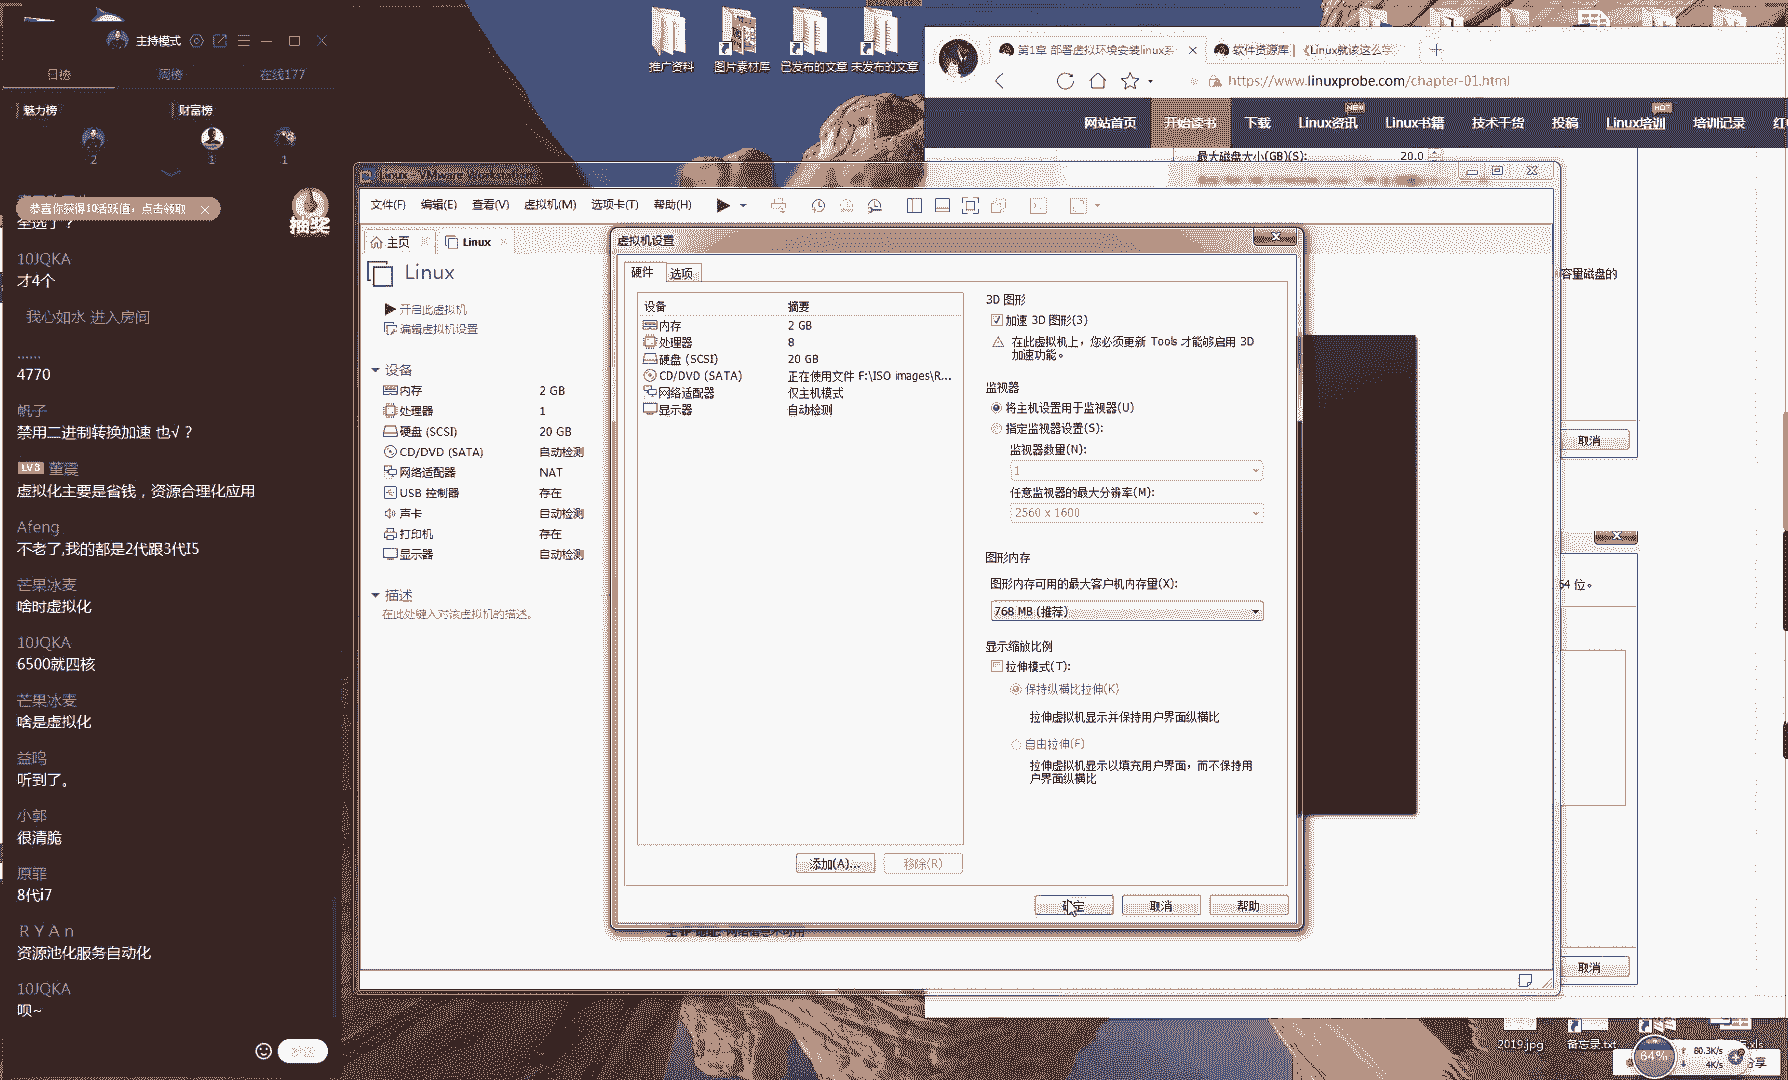 主持模式
日榜 周榜 在线177
魅力榜 财富榜
2 1 1
恭喜你获得10活跃值，点击领取
抽奖
10JQKA
才4个
我心如水 进入房间
......
4770
帆子
禁用二进制转换加速 也√ ?
LV3 董震
虚拟化主要是省钱，资源合理化应用
Afeng
不老了,我的都是2代跟3代I5
芒果冰麦
啥时虚拟化
10JQKA
6500就四核
芒果冰麦
啥是虚拟化
益鸣
听到了。
小郭
很清脆
原罪
8代i7
R Y A n
资源池化服务自动化
10JQKA
呗~
推广资料 图片素材库 已发布的文章 未发布的文章
第1章 部署虚拟环境安装linux系
软件资源库 | 《Linux就该这么学
https://www.linuxprobe.com/chapter-01.html
网站首页 开始读书 下载 Linux资讯 Linux书籍 技术干货 投稿 Linux培训 培训记录 红
NEW HOT
最大磁盘大小(GB)(S): 20.0
容量磁盘的
取消
64 位。
取消
文件(F) 编辑(E) 查看(V) 虚拟机(M) 选项卡(T) 帮助(H)
主页 Linux
Linux
开启此虚拟机
编辑虚拟机设置
设备
内存 2 GB
处理器 1
硬盘 (SCSI) 20 GB
CD/DVD (SATA) 自动检测
网络适配器 NAT
USB 控制器 存在
声卡 自动检测
打印机 存在
显示器 自动检测
描述
在此处键入对该虚拟机的描述。
虚拟机设置
硬件 选项
设备 摘要
内存 2 GB
处理器 8
硬盘 (SCSI) 20 GB
CD/DVD (SATA) 正在使用文件 F:\ISO images\R...
网络适配器 仅主机模式
显示器 自动检测
添加(A)... 移除(R)
3D 图形
加速 3D 图形(3)
在此虚拟机上，您必须更新 Tools 才能够启用 3D
加速功能。
监视器
将主机设置用于监视器(U)
指定监视器设置(S):
监视器数量(N):
1
任意监视器的最大分辨率(M):
2560 x 1600
图形内存
图形内存可用的最大客户机内存量(X):
768 MB (推荐)
显示缩放比例
拉伸模式(T):
保持纵横比拉伸(K)
拉伸虚拟机显示并保持用户界面纵横比
自由拉伸(F)
拉伸虚拟机显示以填充用户界面，而不保持用
户界面纵横比
确定 取消 帮助
2019.jpg 备忘录.txt .xls
64% 80.3K/s
4K/s 分享